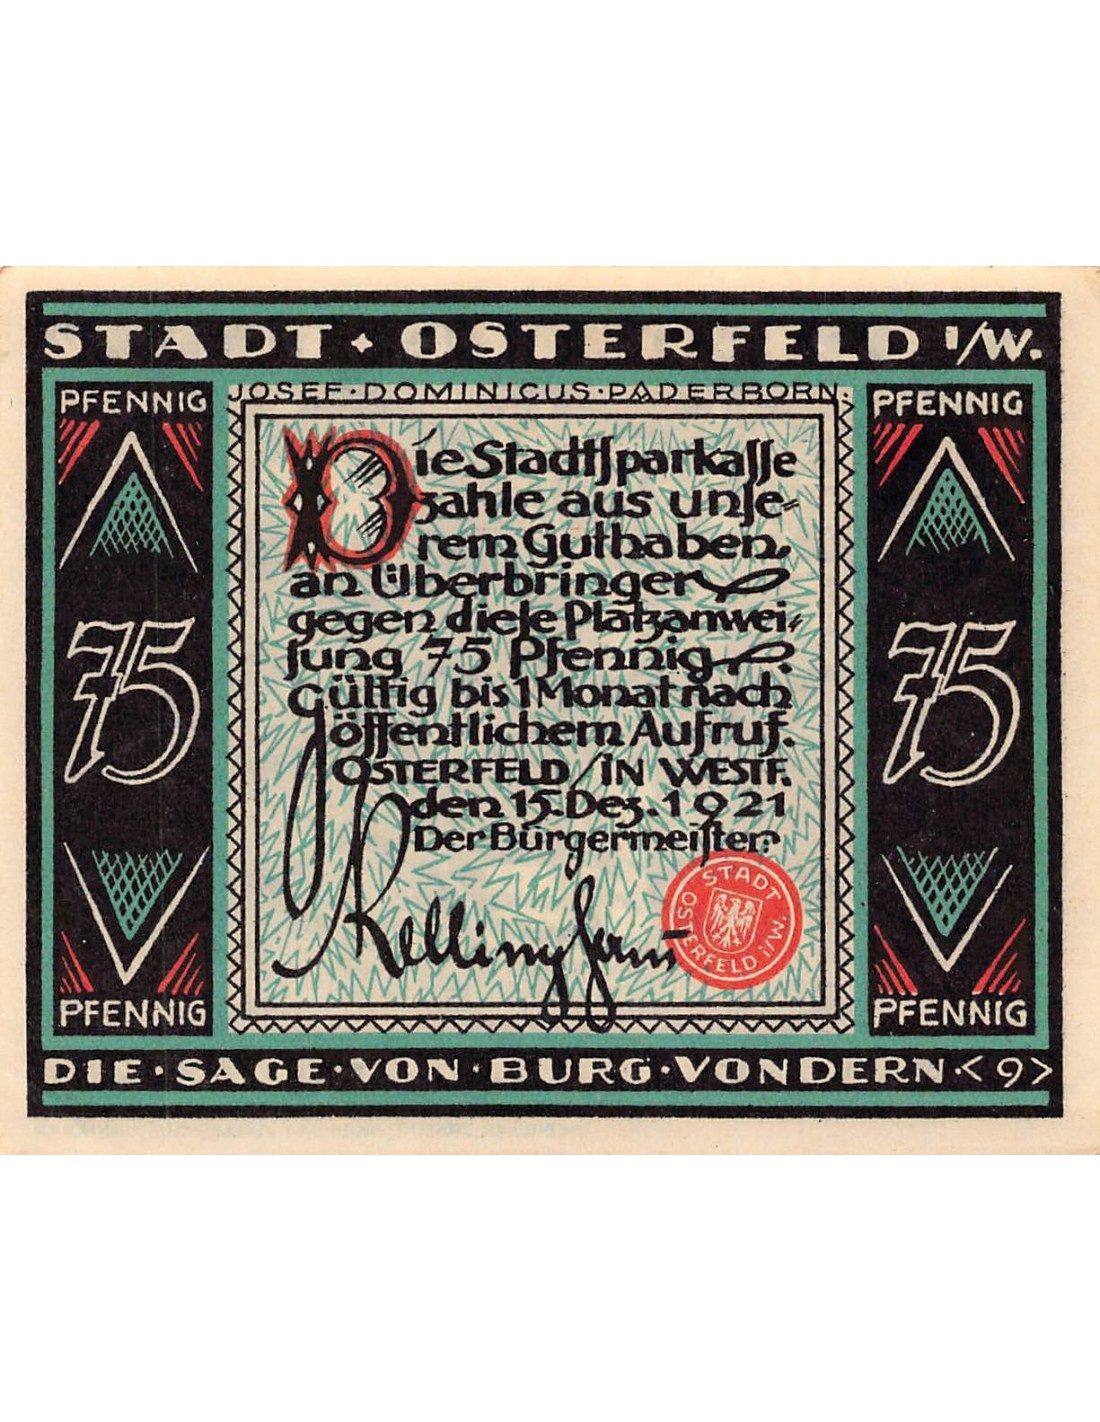 STADT · OSTERFELD I/W.
PFENNIG
JOSEF · DOMINICUS · PADERBORN.
PFENNIG
Die Stadtſparkaſſe
zahle aus unſe-
rem Guthaben,
an Überbringer
gegen dieſe Platzanwei-
ſung 75 Pfennig.
Gültig bis 1 Monat nach
öffentlichem Aufruf.
OSTERFELD/IN WESTF.
den 15. Dez. 1921
Der Bürgermeiſter:
75
75
STADT
OSTERFELD i/W.
PFENNIG
PFENNIG
DIE · SAGE · VON · BURG · VONDERN · <9>